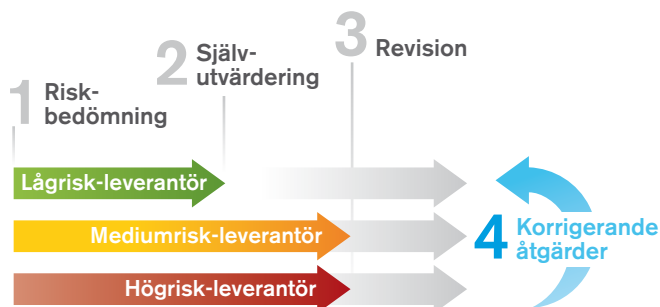 1 Risk-
bedömning
2 Själv-
utvärdering
3 Revision
Lågrisk-leverantör
Mediumrisk-leverantör
Högrisk-leverantör
4 Korrigerande
åtgärder